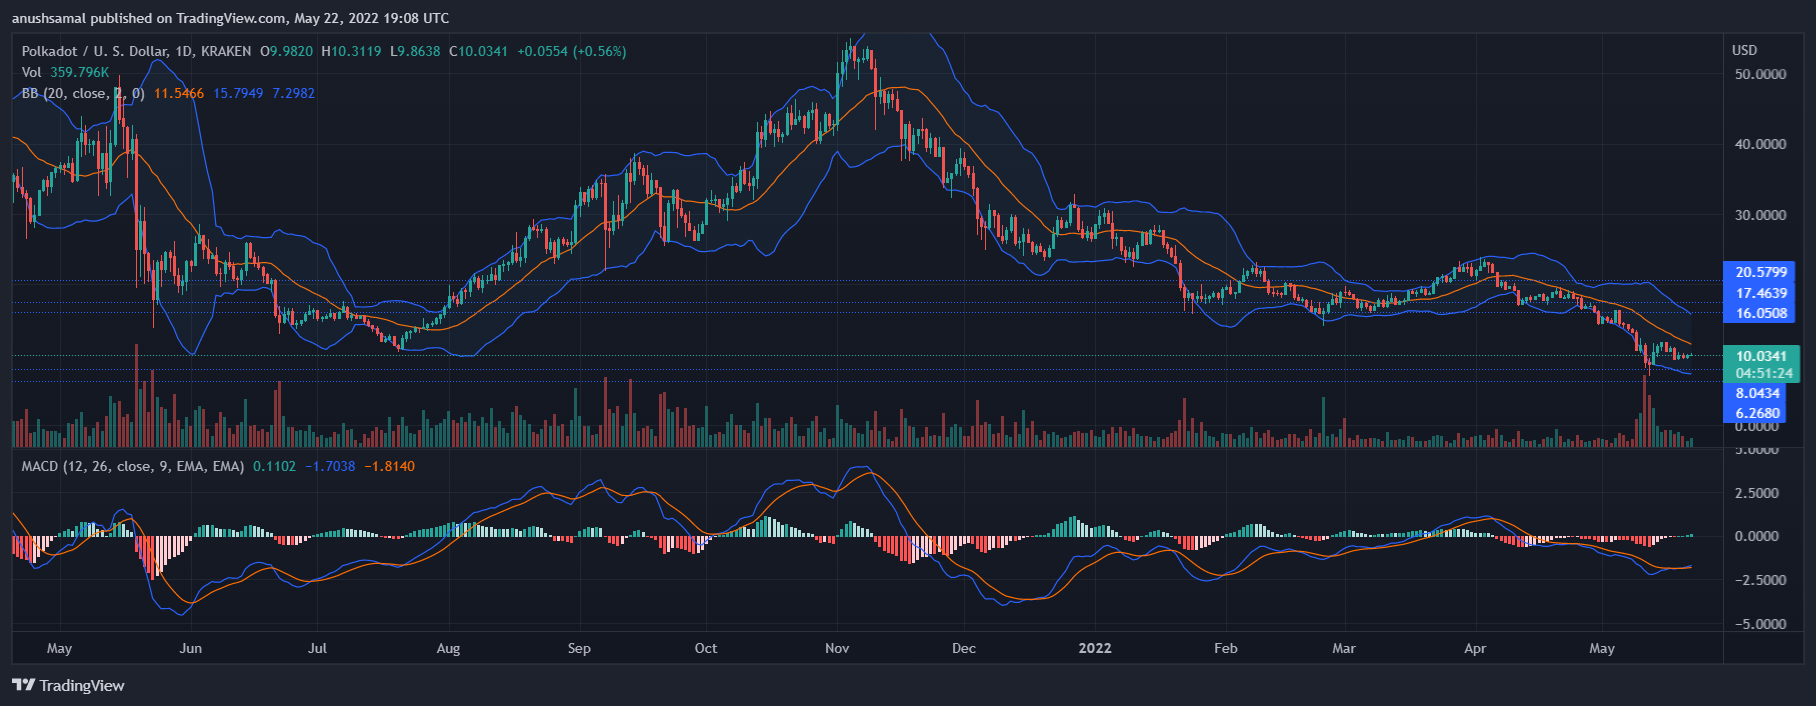 anushsamal published on TradingView.com, May 22, 2022 19:08 UTC
Polkadot / U. S. Dollar, 1D, KRAKEN O9.9820 H10.3119 L9.8638 C10.0341 +0.0554 (+0.56%)
Vol 359.796K
BB (20, close, 2, 0) 11.5466 15.7949 7.2982
USD
50.0000
40.0000
30.0000
20.5799
17.4639
16.0508
10.0341
04:51:24
8.0434
6.2680
0.0000
5.0000
MACD (12, 26, close, 9, EMA, EMA) 0.1102 −1.7038 −1.8140
2.5000
0.0000
−2.5000
−5.0000
May Jun Jul Aug Sep Oct Nov Dec 2022 Feb Mar Apr May
TradingView